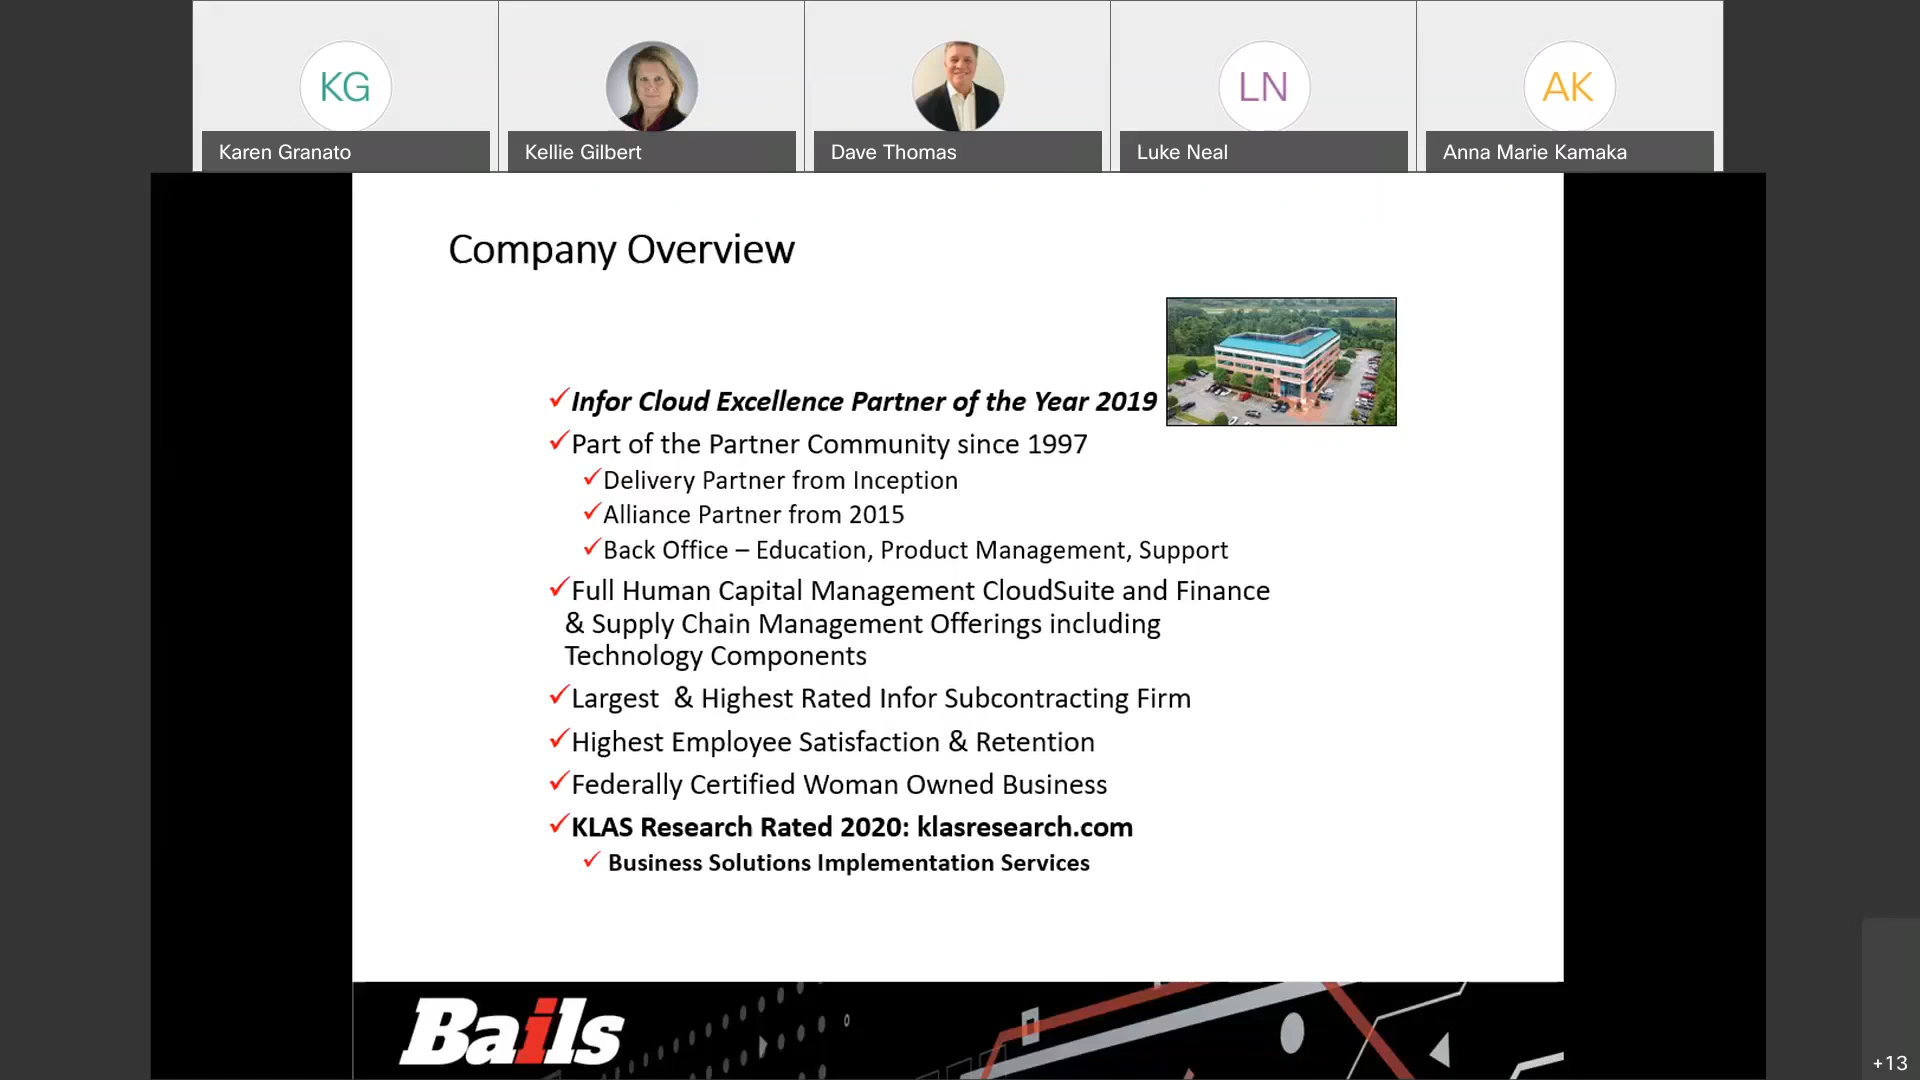 KG
LN
AK
Karen Granato
Kellie Gilbert
Dave Thomas
Luke Neal
Anna Marie Kamaka
Company Overview
Infor Cloud Excellence Partner of the Year 2019
Part of the Partner Community since 1997
Delivery Partner from Inception
Alliance Partner from 2015
Back Office – Education, Product Management, Support
Full Human Capital Management CloudSuite and Finance
& Supply Chain Management Offerings including
Technology Components
Largest  & Highest Rated Infor Subcontracting Firm
Highest Employee Satisfaction & Retention
Federally Certified Woman Owned Business
KLAS Research Rated 2020: klasresearch.com
Business Solutions Implementation Services
Bails
+13